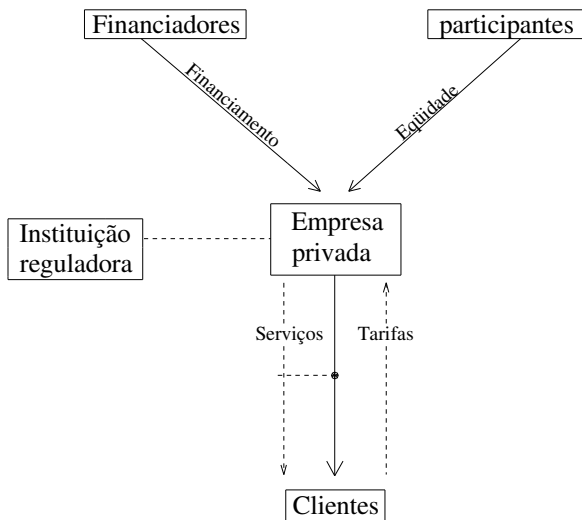 Financiadores
participantes
Financiamento
Eqüidade
Empresa
privada
Instituição
reguladora
Serviços
Tarifas
Clientes